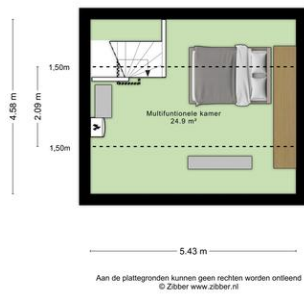 1,50m
Multifuntionele kamer
24.9 m²
4.58 m
2.09 m
1,50m
5.43 m
Aan de plattegronden kunnen geen rechten worden ontleend
© Zibber www.zibber.nl